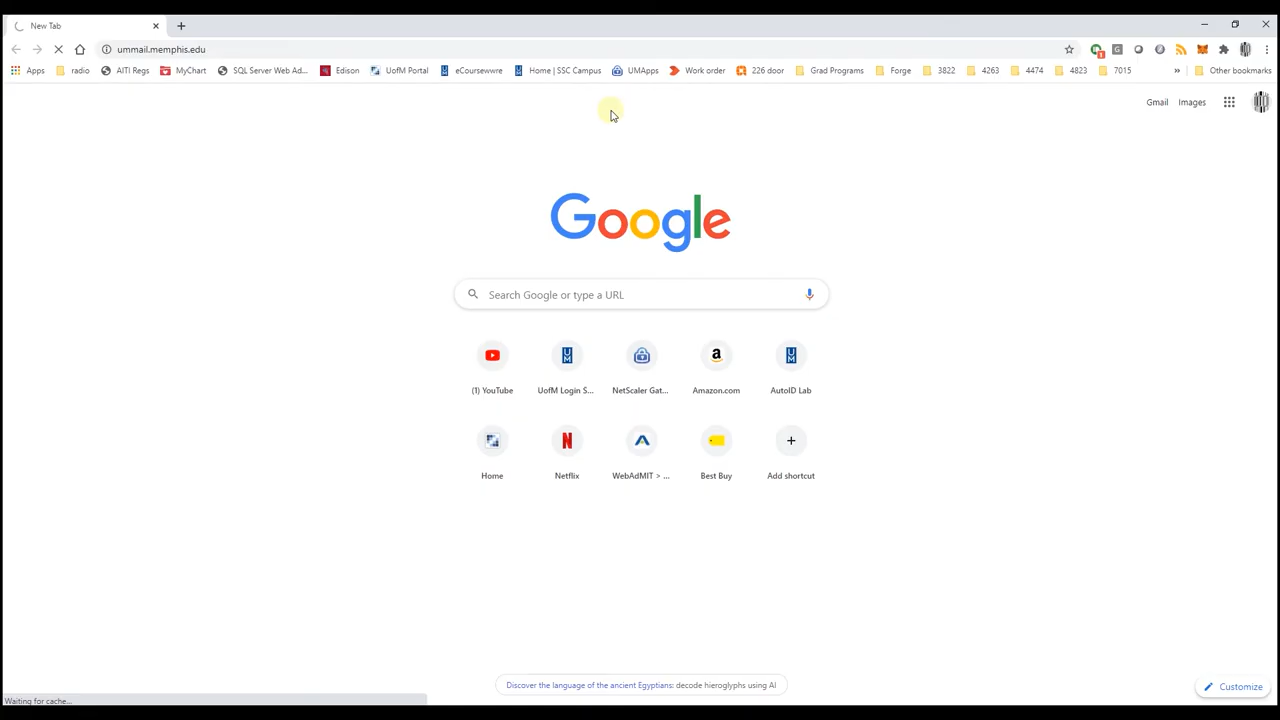 New Tab
ummail.memphis.edu
Apps radio AITI Regs MyChart SQL Server Web Ad... Edison UofM Portal eCoursewwre Home | SSC Campus UMApps Work order 226 door Grad Programs Forge 3822 4263 4474 4823 7015 » Other bookmarks
Gmail Images
Google
Search Google or type a URL
(1) YouTube UofM Login S... NetScaler Gat... Amazon.com AutoID Lab
Home Netflix WebAdMIT > ... Best Buy Add shortcut
Discover the language of the ancient Egyptians: decode hieroglyphs using AI
Customize
Waiting for cache...